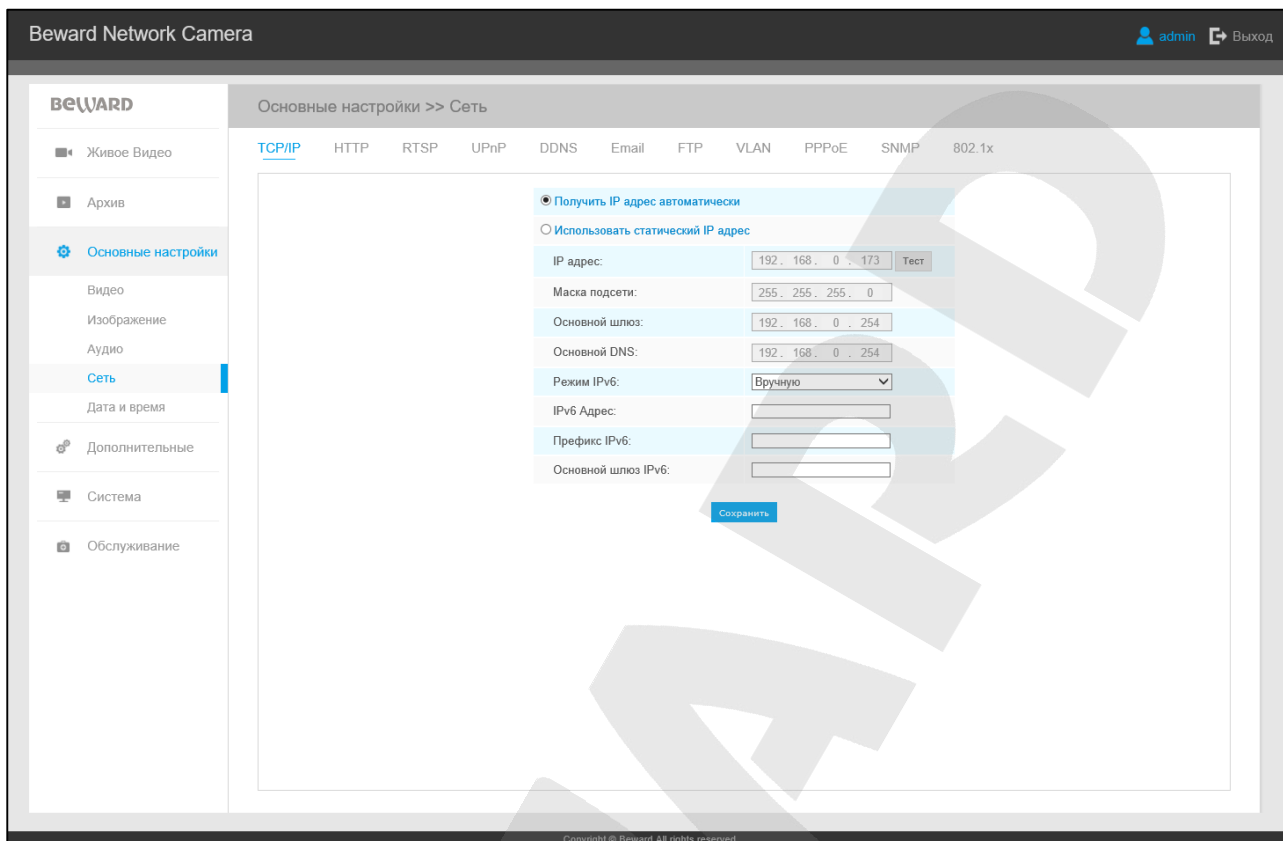 Beward Network Camera
admin Выход
BEWARD
Основные настройки >> Сеть
Живое Видео
Архив
Основные настройки
Видео
Изображение
Аудио
Сеть
Дата и время
Дополнительные
Система
Обслуживание
TCP/IP HTTP RTSP UPnP DDNS Email FTP VLAN PPPoE SNMP 802.1x
Получить IP адрес автоматически
Использовать статический IP адрес
IP адрес: 192. 168. 0 . 173 Тест
Маска подсети: 255. 255. 255. 0
Основной шлюз: 192. 168. 0 . 254
Основной DNS: 192. 168. 0 . 254
Режим IPv6: Вручную
IPv6 Адрес:
Префикс IPv6:
Основной шлюз IPv6:
Сохранить
Copyright © Beward All rights reserved